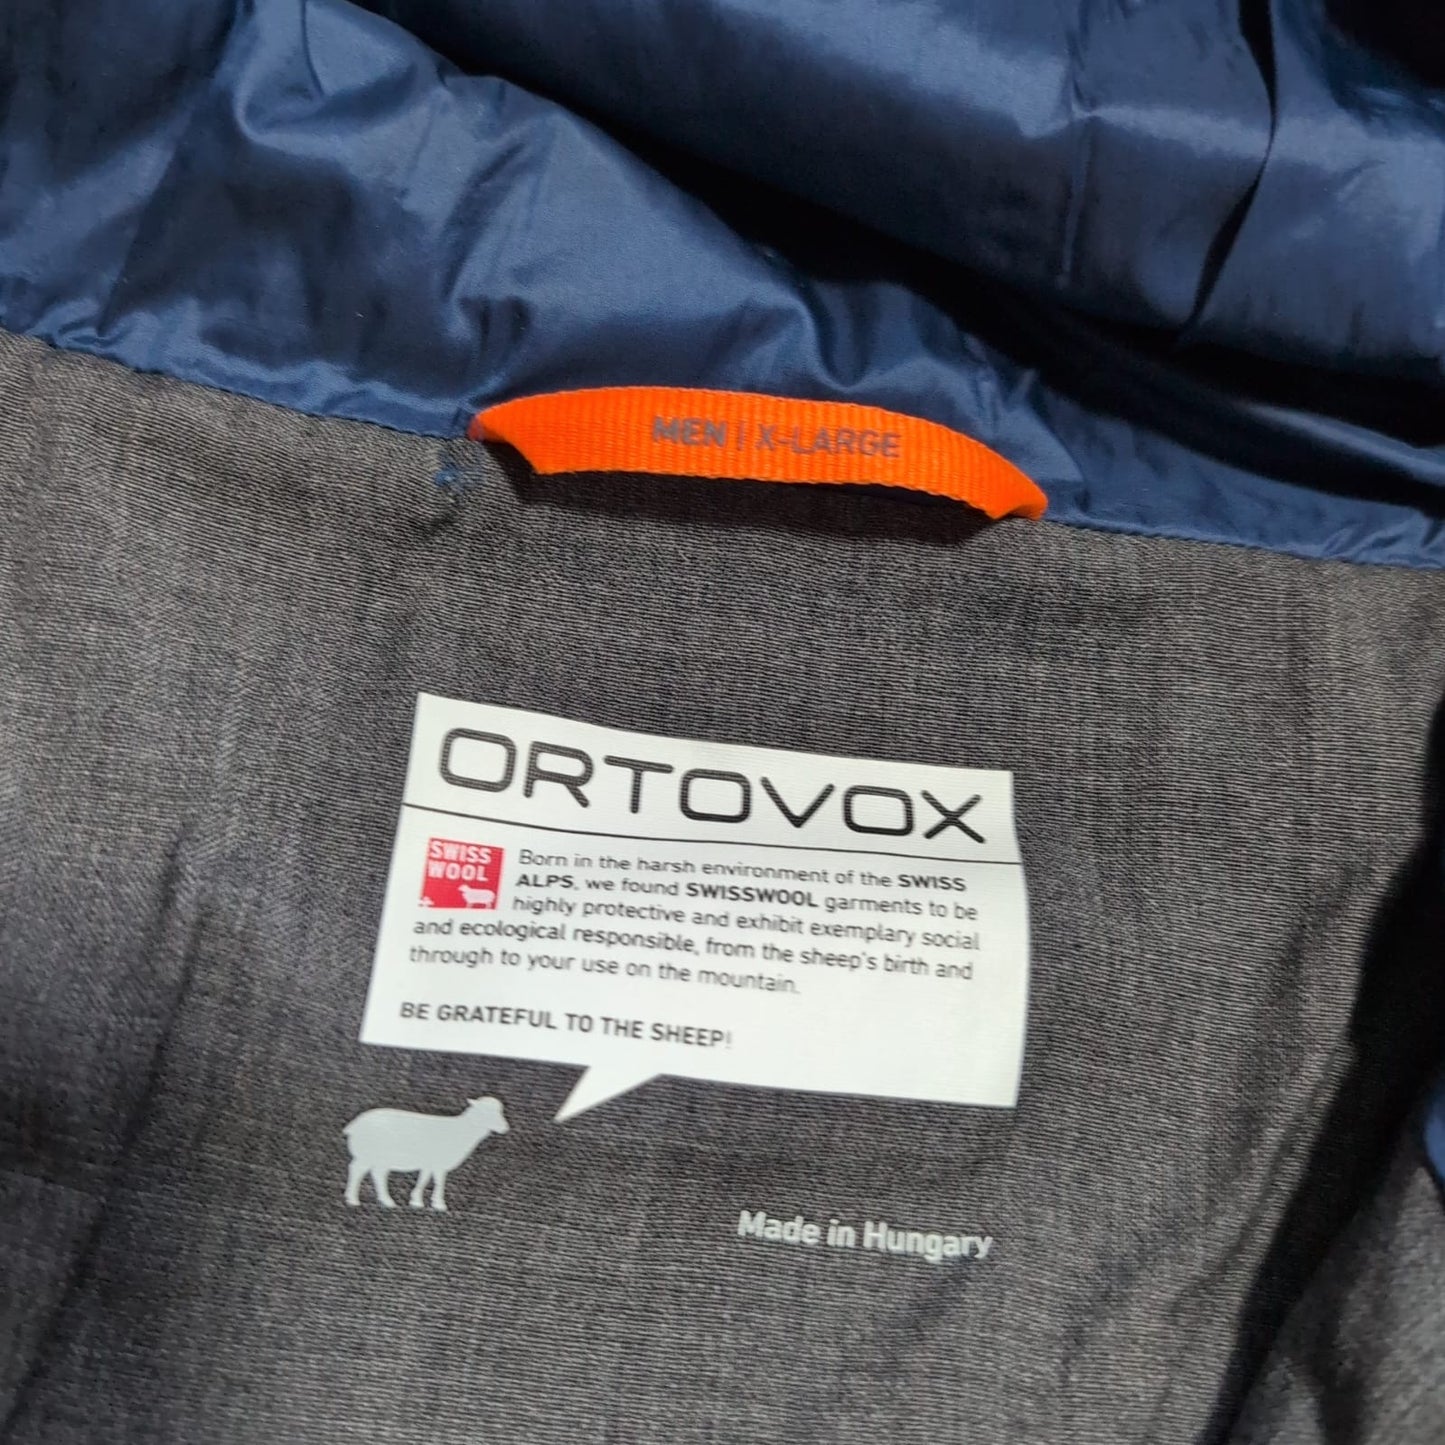 MEN | X-LARGE
ORTOVOX
SWISS
WOOL
Born in the harsh environment of the SWISS
ALPS, we found SWISSWOOL garments to be
highly protective and exhibit exemplary social
and ecological responsible, from the sheep's birth and
through to your use on the mountain.
BE GRATEFUL TO THE SHEEP!
Made in Hungary